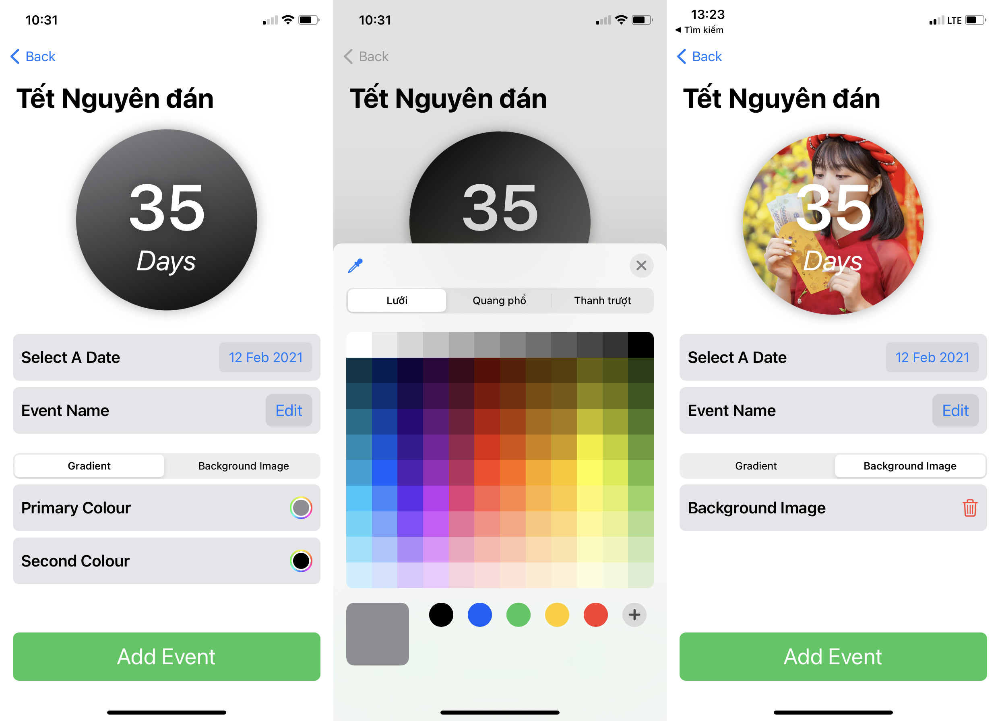 10:31
Back
Tết Nguyên đán
35
Days
Select A Date
12 Feb 2021
Event Name
Edit
Gradient
Background Image
Primary Colour
Second Colour
Add Event
10:31
Back
Tết Nguyên đán
35
Lưới
Quang phổ
Thanh trượt
13:23
LTE
Tìm kiếm
Back
Tết Nguyên đán
35
Days
Select A Date
12 Feb 2021
Event Name
Edit
Gradient
Background Image
Background Image
Add Event